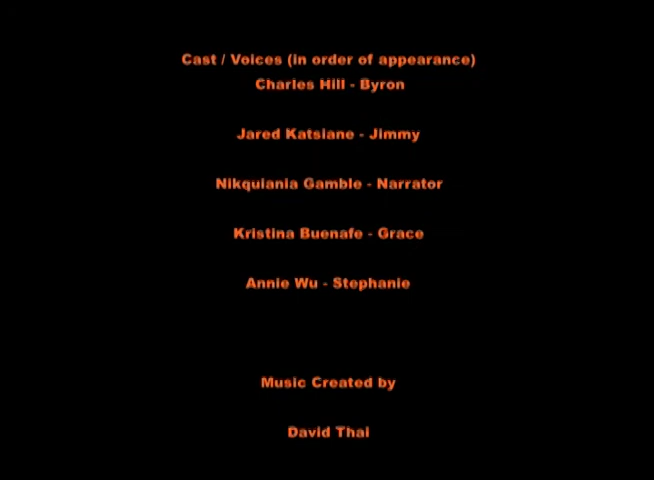 Cast / Voices (in order of appearance)
Charles Hill - Byron
Jared Katsiane - Jimmy
Nikquiania Gamble - Narrator
Kristina Buenafe - Grace
Annie Wu - Stephanie
Music Created by
David Thai